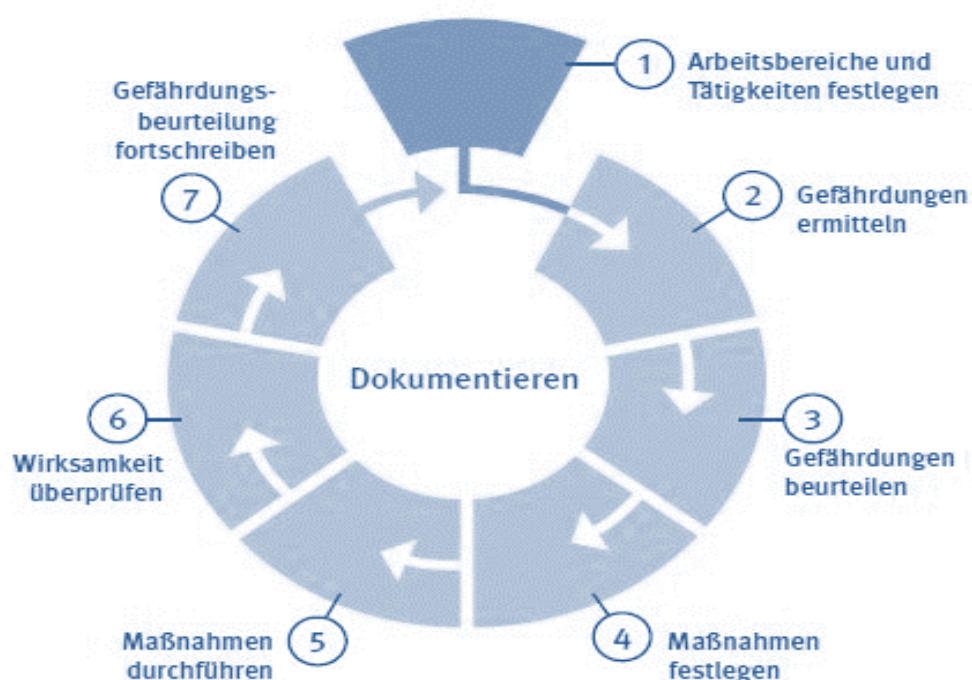 1
Arbeitsbereiche und
Tätigkeiten festlegen
2
Gefährdungen
ermitteln
3
Gefährdungen
beurteilen
4
Maßnahmen
festlegen
5
Maßnahmen
durchführen
6
Wirksamkeit
überprüfen
7
Gefährdungs-
beurteilung
fortschreiben
Dokumentieren